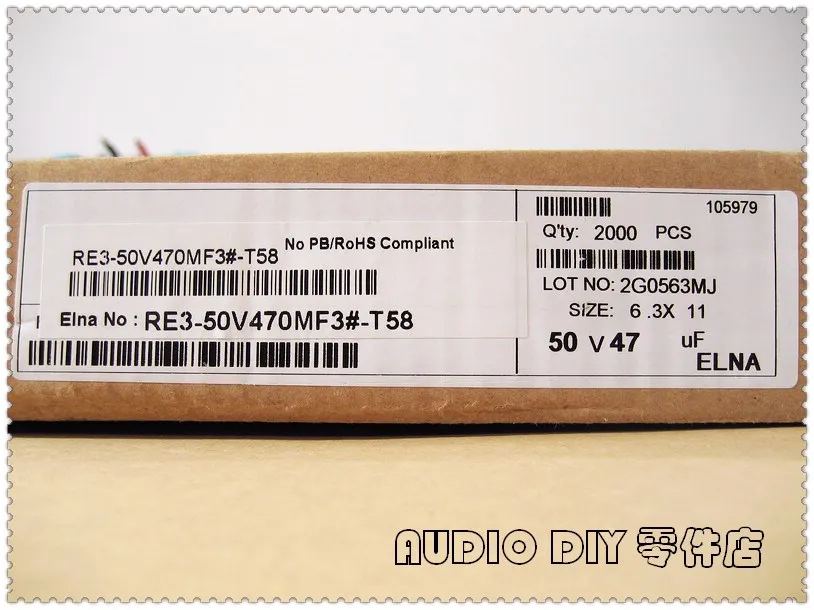 No PB/RoHS Compliant
RE3-50V470MF3#-T58
Elna No : RE3-50V470MF3#-T58
105979
Q'ty: 2000 PCS
LOT NO: 2G0563MJ
SIZE: 6 .3X 11
50 V 47 uF
ELNA
AUDIO DIY 零件店